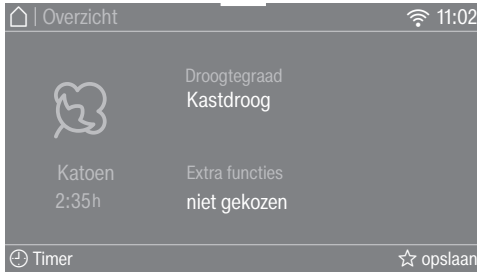 | Overzicht 11:02
Droogtegraad
Kastdroog
Katoen
2:35h
Extra functies
niet gekozen
Timer opslaan